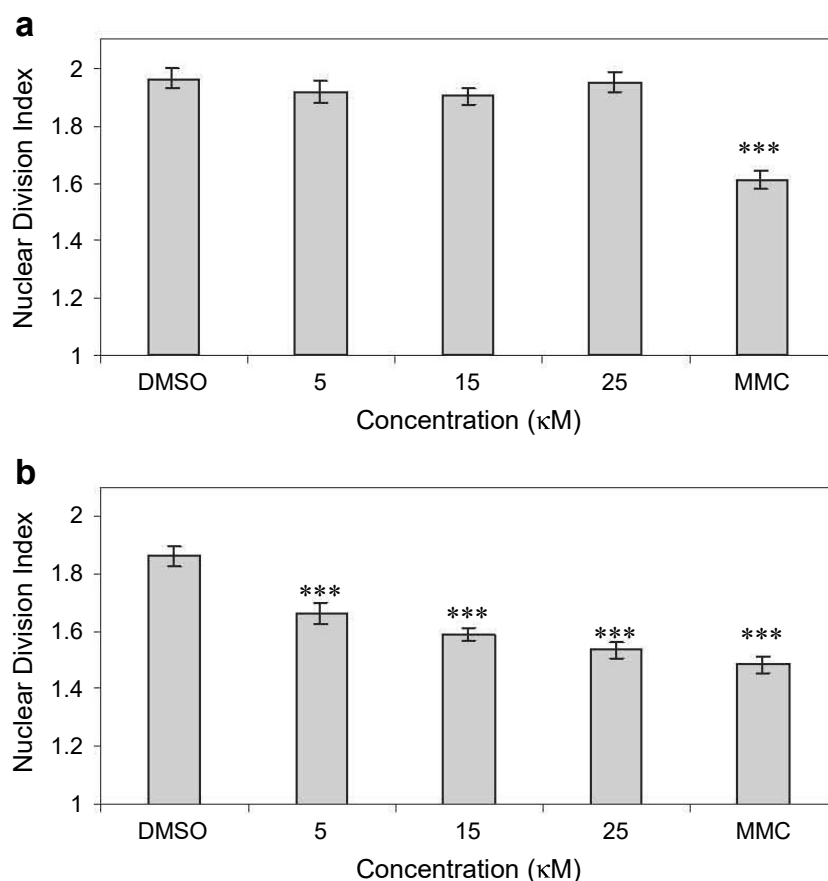 a
Nuclear Division Index
2
1.8
1.6
1.4
1.2
1
***
DMSO 5 15 25 MMC
Concentration (κM)
b
Nuclear Division Index
2
1.8
1.6
1.4
1.2
1
*** *** *** ***
DMSO 5 15 25 MMC
Concentration (κM)